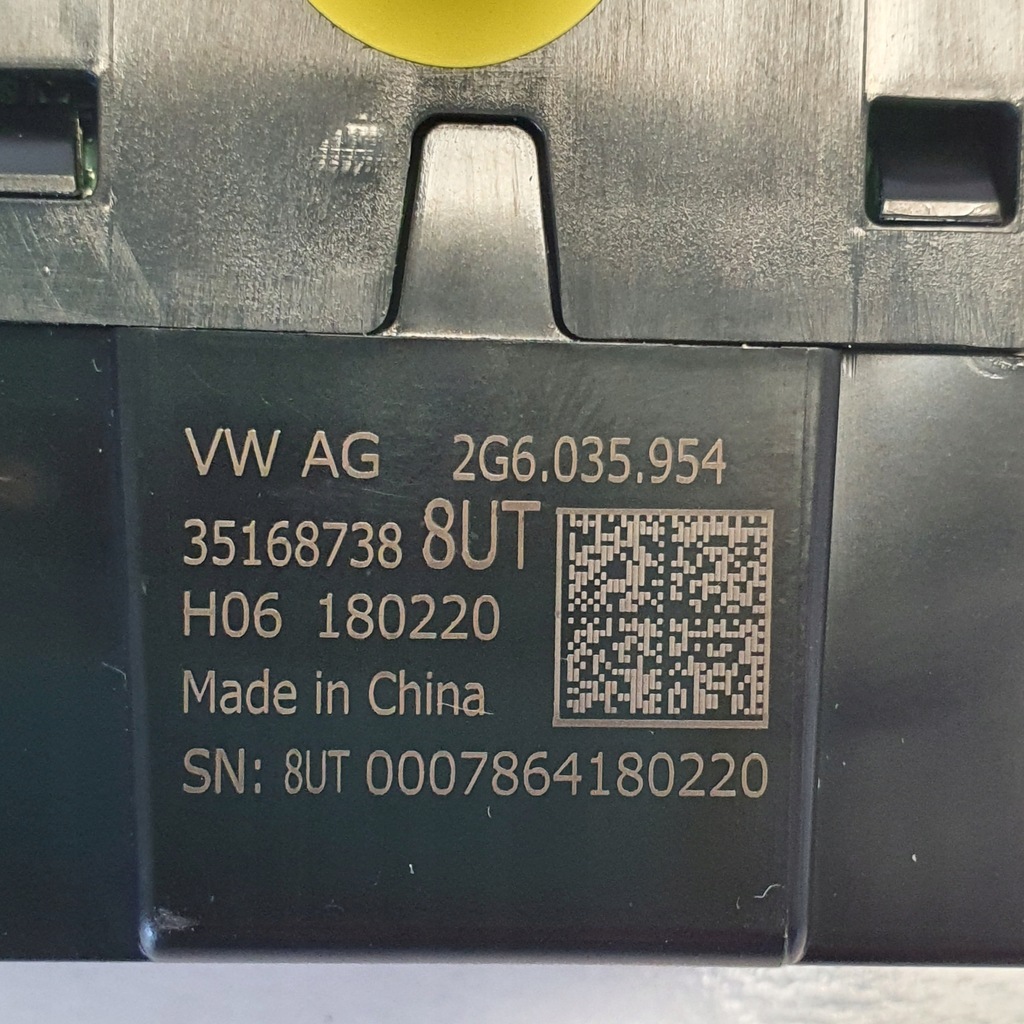 VW AG 2G6.035.954
35168738 8UT
H06 180220
Made in China
SN: 8UT 0007864180220